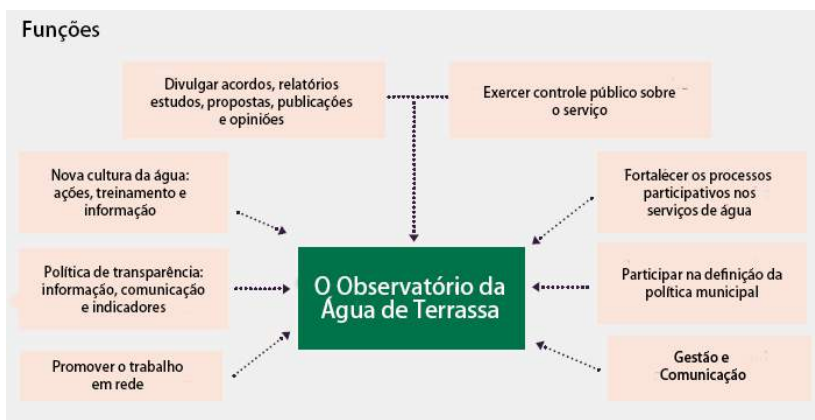 Funções
Divulgar acordos, relatórios
estudos, propostas, publicações
e opiniões
Exercer controle público sobre
o serviço
Nova cultura da água:
ações, treinamento e
informação
Fortalecer os processos
participativos nos
serviços de água
Política de transparência:
informação, comunicação
e indicadores
O Observatório da
Água de Terrassa
Participar na definição da
política municipal
Promover o trabalho
em rede
Gestão e
Comunicação